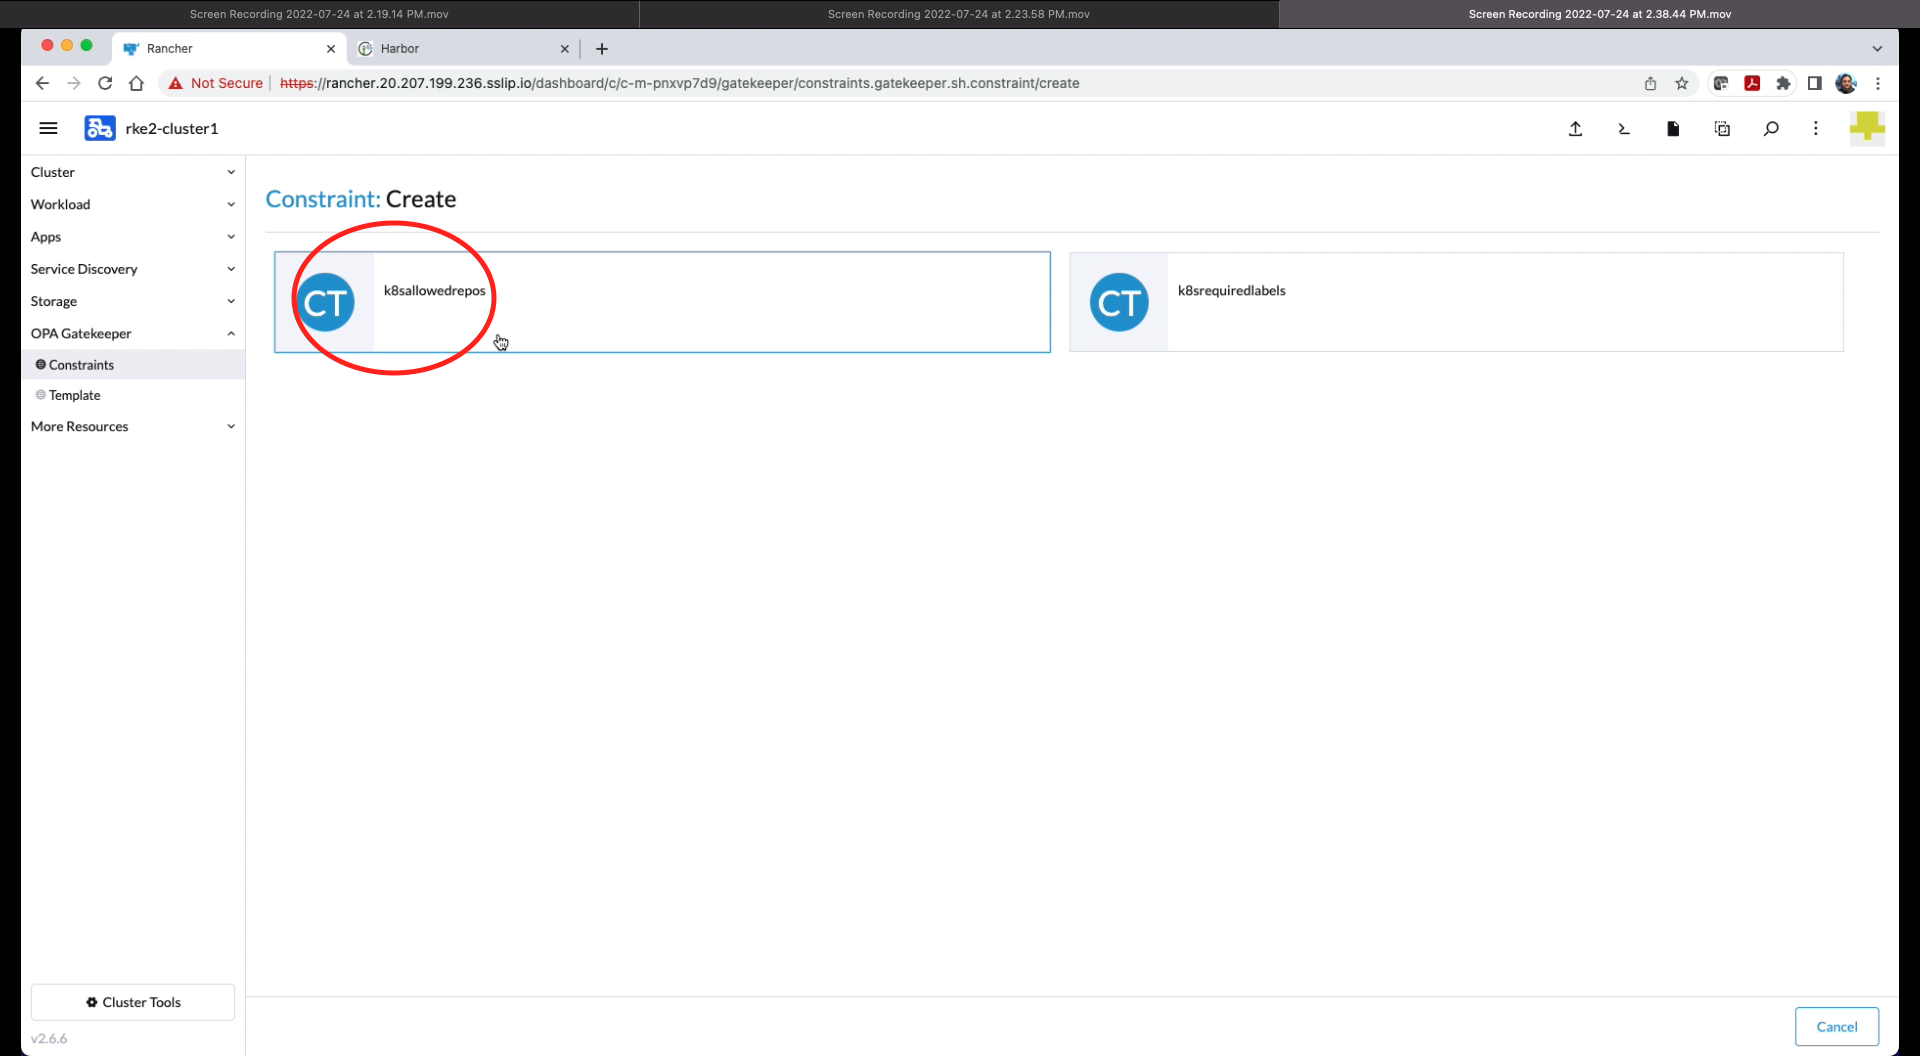 Screen Recording 2022-07-24 at 2.19.14 PM.mov
Screen Recording 2022-07-24 at 2.23.58 PM.mov
Screen Recording 2022-07-24 at 2.38.44 PM.mov
Rancher
Harbor
Not Secure
https://rancher.20.207.199.236.sslip.io/dashboard/c/c-m-pnxvp7d9/gatekeeper/constraints.gatekeeper.sh.constraint/create
rke2-cluster1
Cluster
Workload
Apps
Service Discovery
Storage
OPA Gatekeeper
Constraints
Template
More Resources
Constraint: Create
CT
k8sallowedrepos
CT
k8srequiredlabels
Cluster Tools
v2.6.6
Cancel